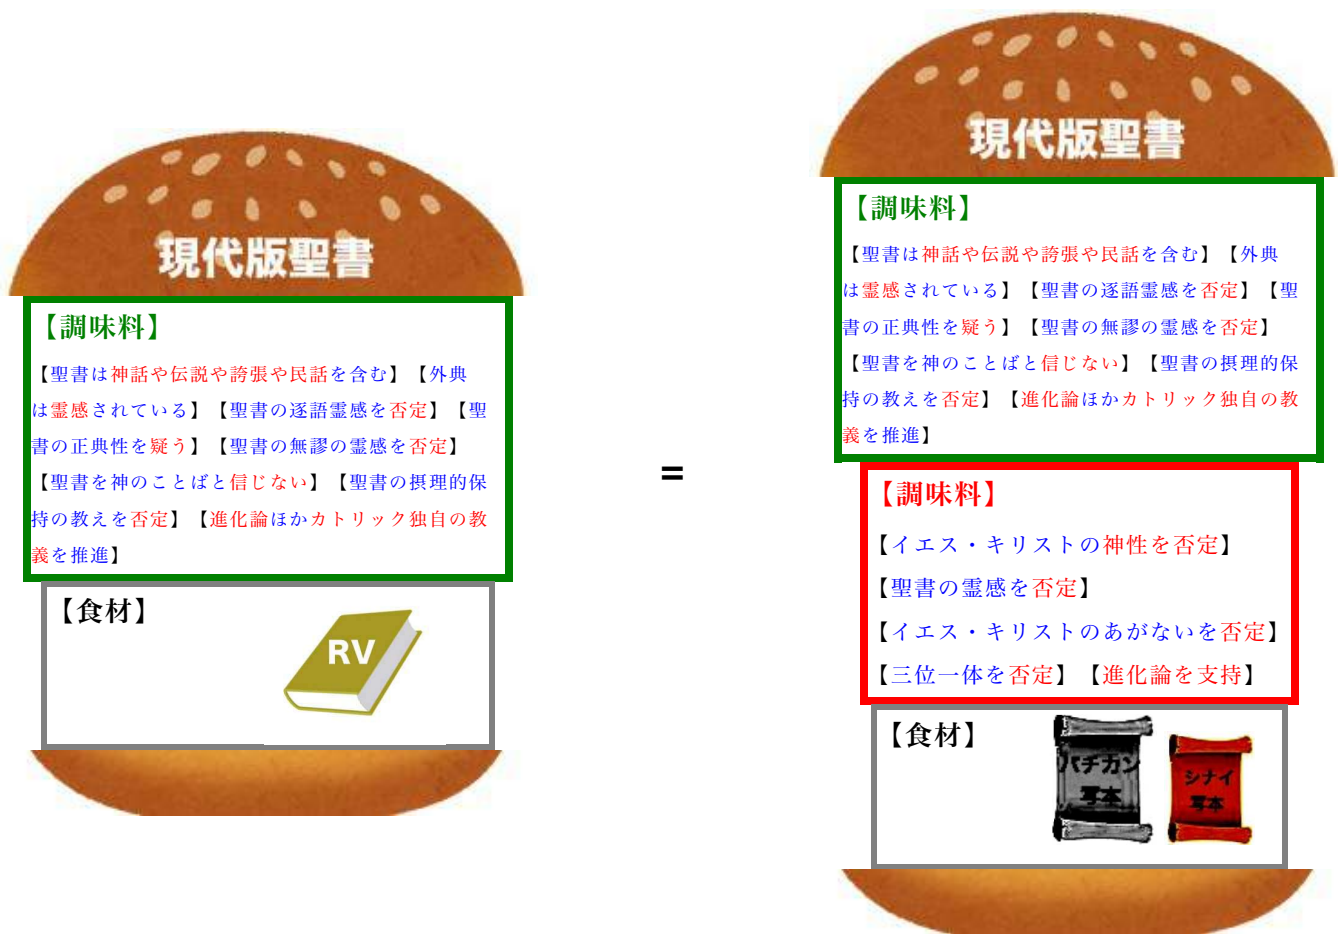 現代版聖書
【調味料】
【聖書は神話や伝説や誇張や民話を含む】【外典
は霊感されている】【聖書の逐語霊感を否定】【聖
書の正典性を疑う】【聖書の無謬の霊感を否定】
【聖書を神のことばと信じない】【聖書の摂理的保
持の教えを否定】【進化論ほかカトリック独自の教
義を推進】
【食材】
RV
=
現代版聖書
【調味料】
【聖書は神話や伝説や誇張や民話を含む】【外典
は霊感されている】【聖書の逐語霊感を否定】【聖
書の正典性を疑う】【聖書の無謬の霊感を否定】
【聖書を神のことばと信じない】【聖書の摂理的保
持の教えを否定】【進化論ほかカトリック独自の教
義を推進】
【調味料】
【イエス・キリストの神性を否定】
【聖書の霊感を否定】
【イエス・キリストのあがないを否定】
【三位一体を否定】【進化論を支持】
【食材】
バチカン
写本
シナイ
写本